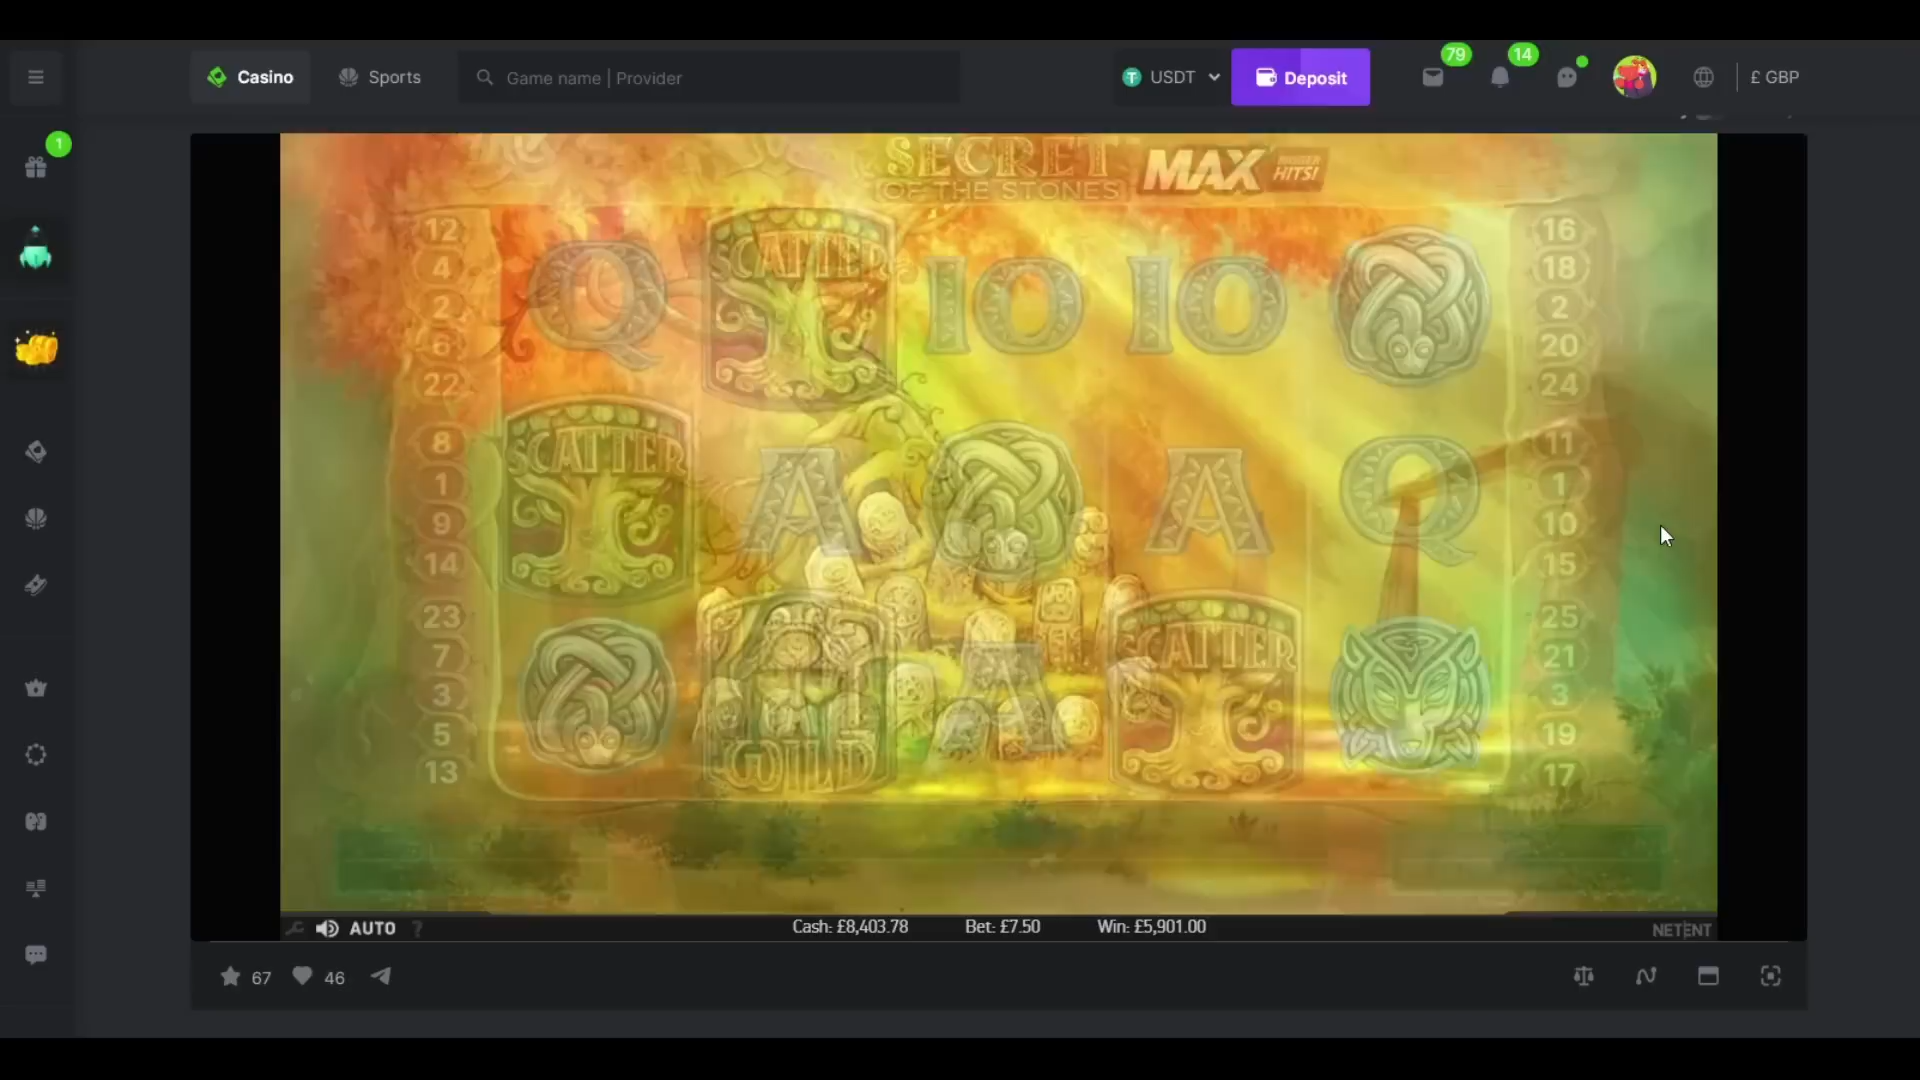 Casino
Sports
Game name | Provider
USDT
Deposit
79
14
£ GBP
1
SECRET
OF THE STONES
MAX
HITS!
12
4
2
6
22
8
1
9
14
23
7
3
5
13
Q
SCATTER
10
10
SCATTER
A
A
Q
WILD
A
SCATTER
16
18
2
20
24
11
1
10
15
25
21
3
19
17
AUTO
?
Cash: £8,403.78
Bet: £7.50
Win: £5,901.00
NETENT
67
46